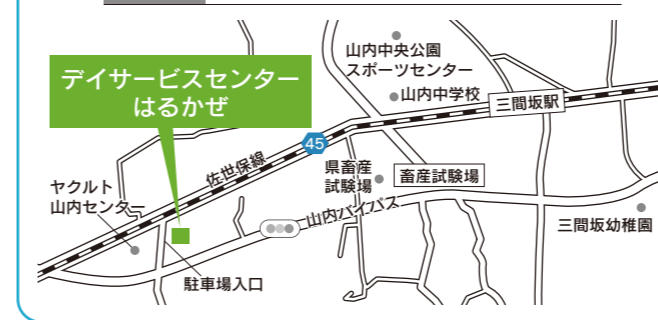 山内中央公園
スポーツセンター
デイサービスセンター
はるかぜ
山内中学校
三間坂駅
45
佐世保線
県畜産
試験場
畜産試験場
ヤクルト
山内センター
山内バイパス
三間坂幼稚園
駐車場入口